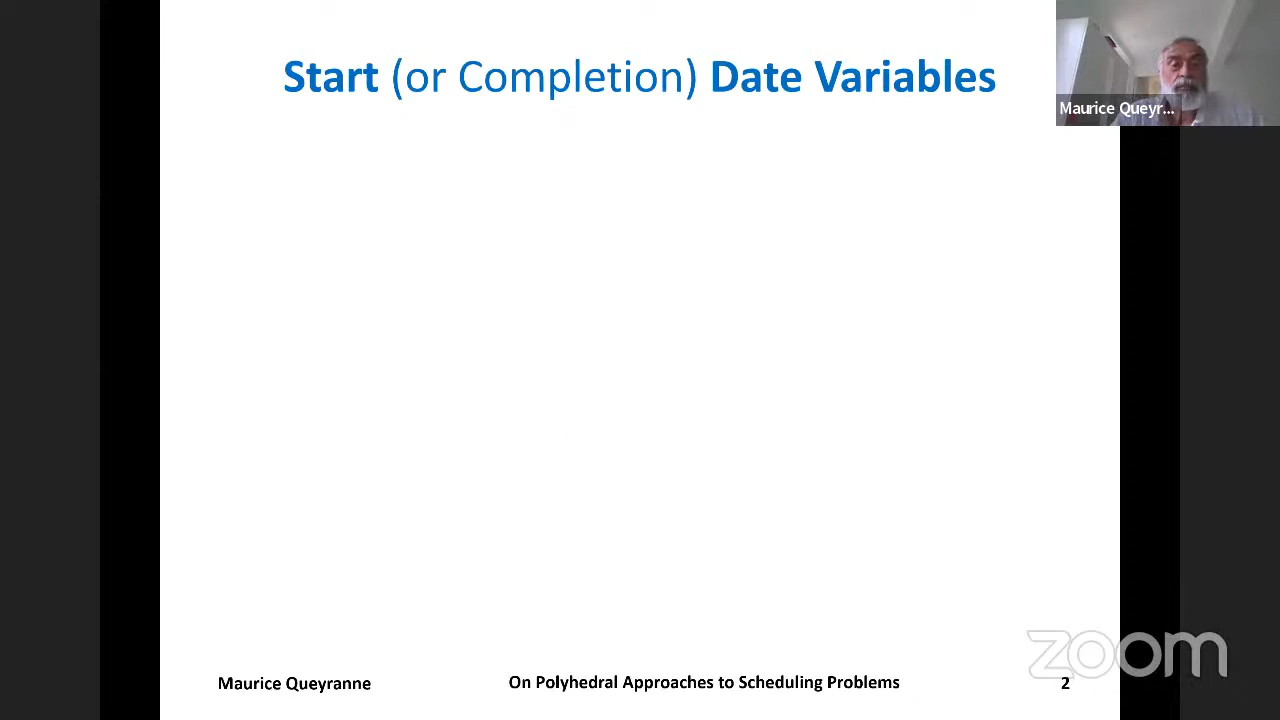 Start (or Completion) Date Variables
Maurice Queyr...
zoom
Maurice Queyranne
On Polyhedral Approaches to Scheduling Problems
2